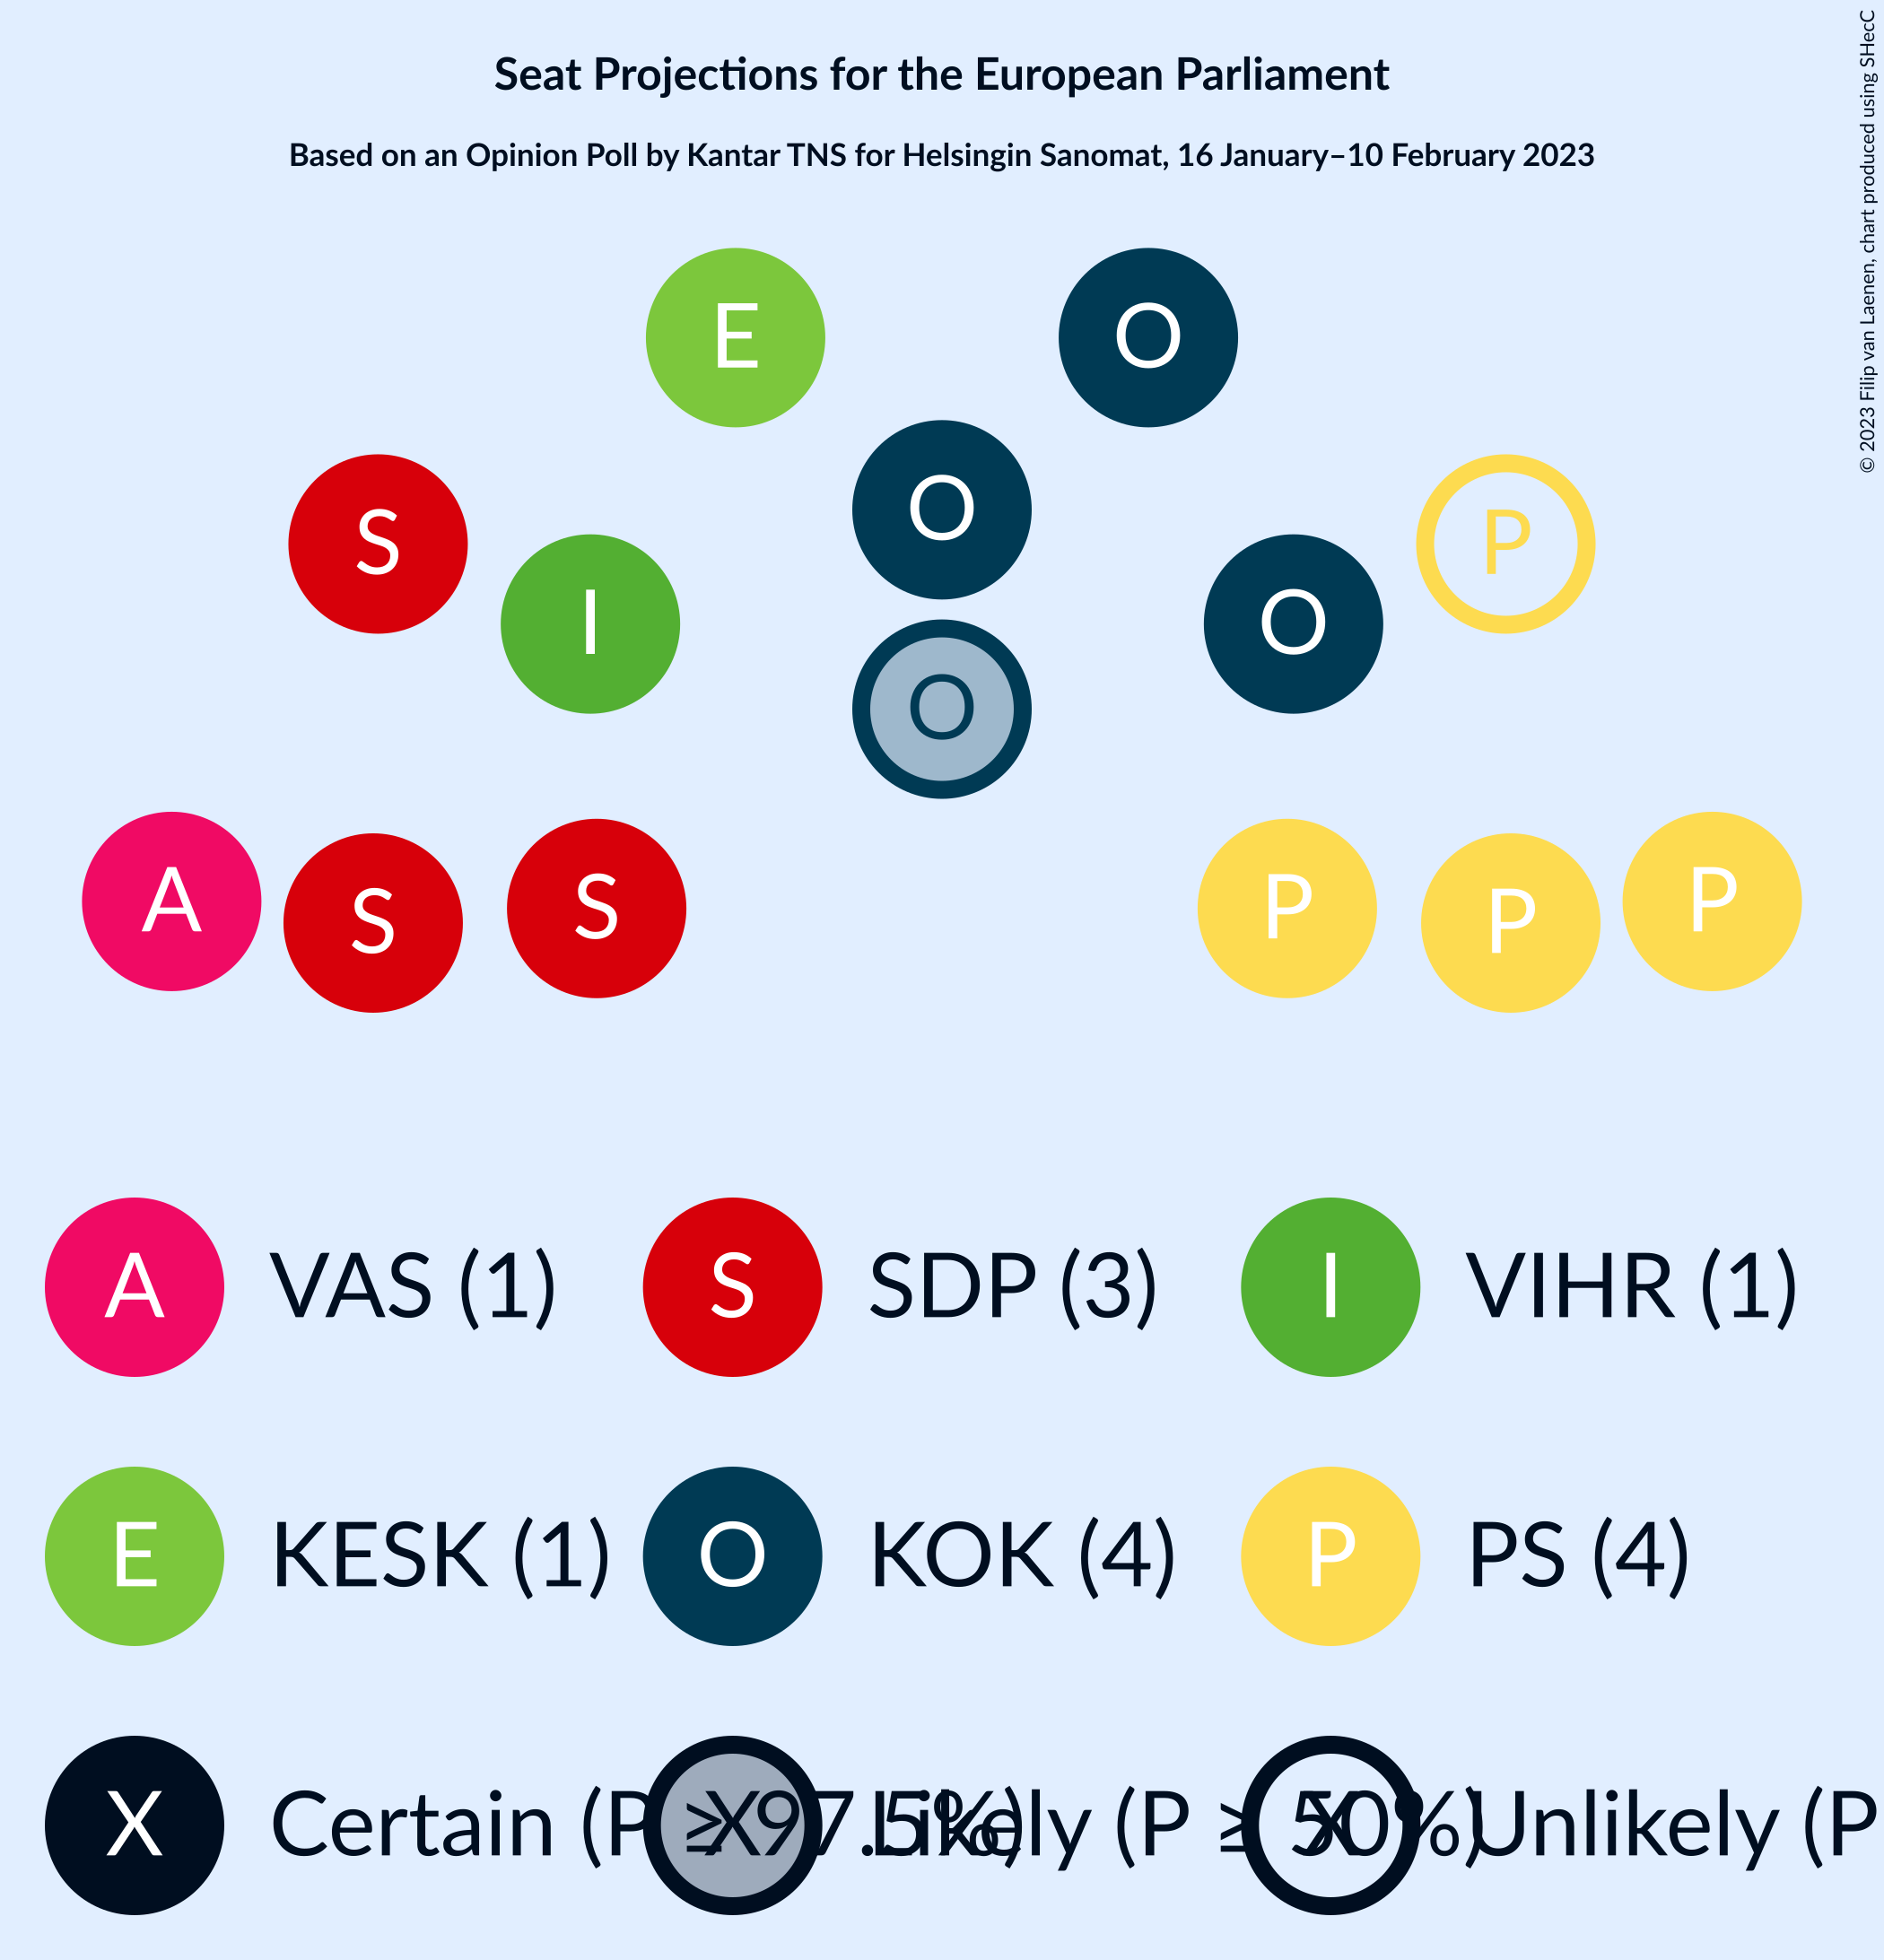 Seat Projections for the European Parliament
Based on an Opinion Poll by Kantar TNS for Helsingin Sanomat, 16 January–10 February 2023
© 2023 Filip van Laenen, chart produced using SHecC
E O
O
S P
I O
O
A S S P P P
A VAS (1) S SDP (3) I VIHR (1)
E KESK (1) O KOK (4) P PS (4)
X Certain (P ≥ 97.5%) X Likely (P ≥ 50%) X Unlikely (P